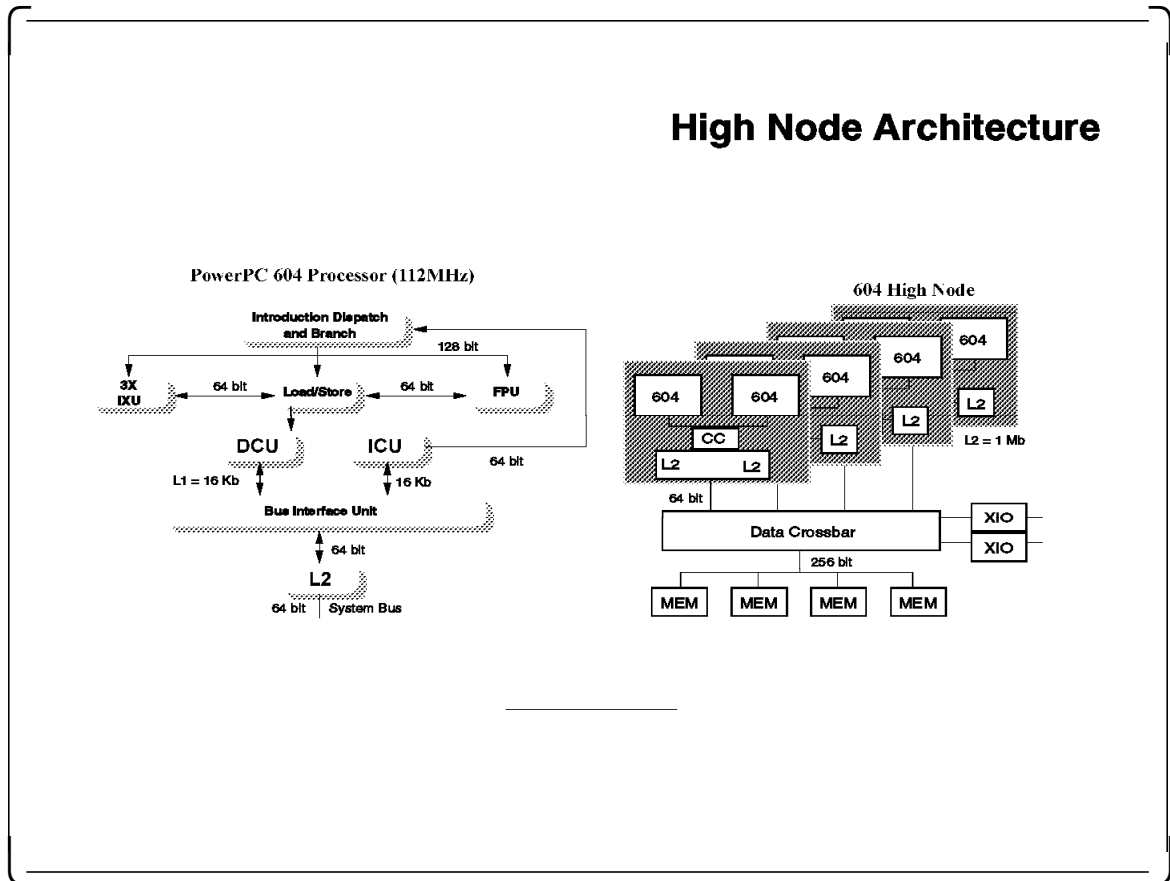 High Node Architecture
PowerPC 604 Processor (112MHz)
Introduction Dispatch
and Branch
128 bit
3X
IXU
64 bit
Load/Store
64 bit
FPU
DCU
ICU
64 bit
L1 = 16 Kb
16 Kb
Bus Interface Unit
64 bit
L2
64 bit
System Bus
604 High Node
604
604
604
604
604
CC
L2
L2
L2
L2
L2
L2 = 1 Mb
64 bit
Data Crossbar
XIO
XIO
256 bit
MEM
MEM
MEM
MEM